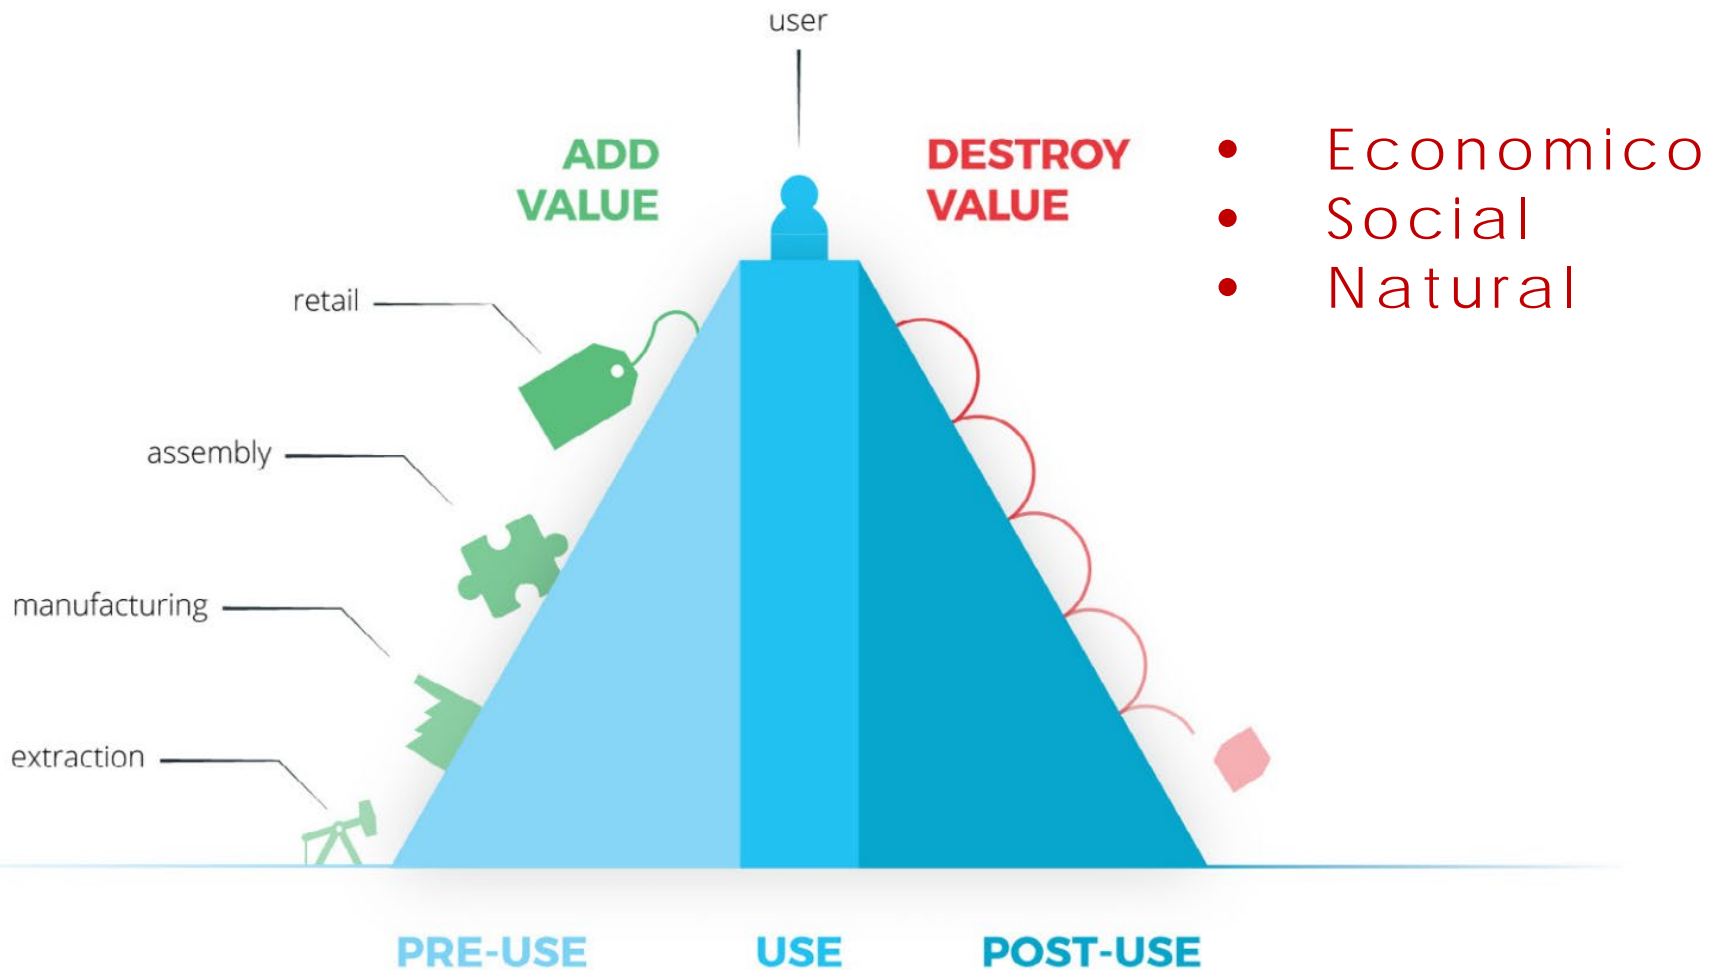 user
ADD
VALUE
DESTROY
VALUE
• Economico
• Social
• Natural
retail
assembly
manufacturing
extraction
PRE-USE
USE
POST-USE